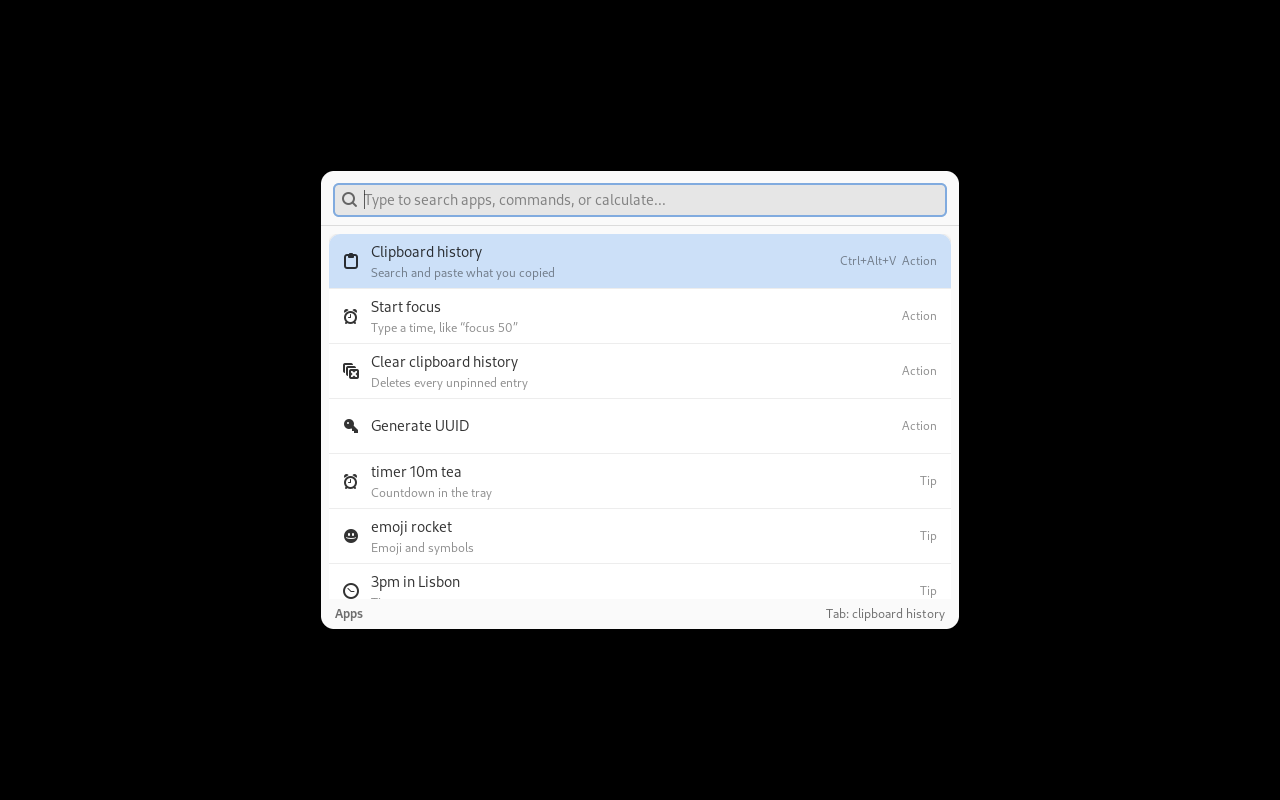 Type to search apps, commands, or calculate...
Clipboard history
Search and paste what you copied
Ctrl+Alt+V Action
Start focus
Type a time, like “focus 50”
Action
Clear clipboard history
Deletes every unpinned entry
Action
Generate UUID
Action
timer 10m tea
Countdown in the tray
Tip
emoji rocket
Emoji and symbols
Tip
3pm in Lisbon
Tip
Apps
Tab: clipboard history